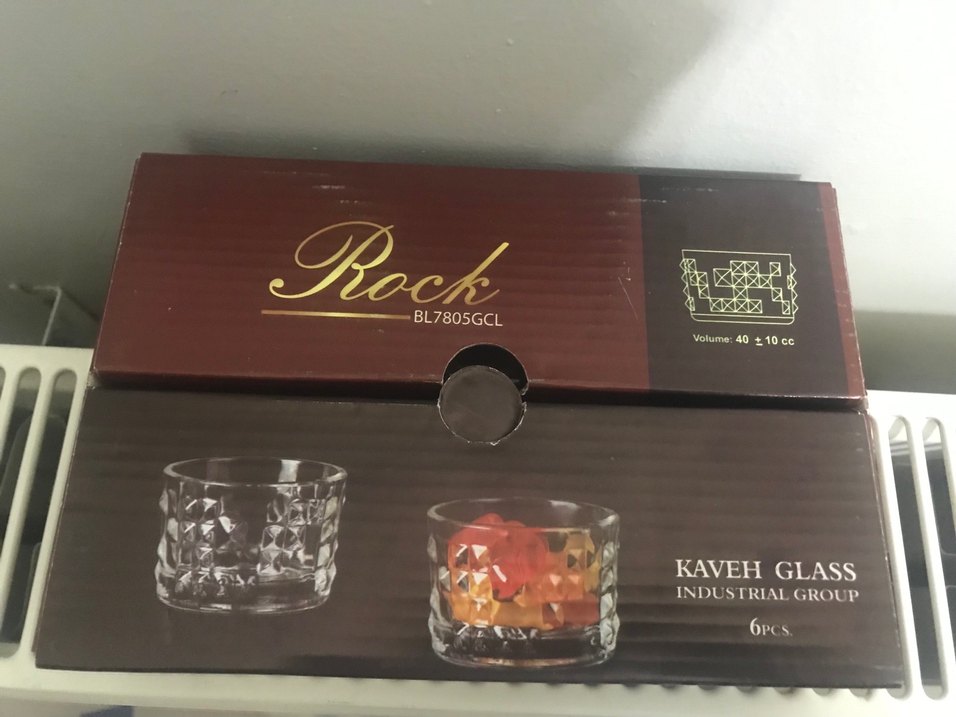 Rock
BL7805GCL
Volume: 40 ± 10 cc
KAVEH GLASS
INDUSTRIAL GROUP
6PCS.